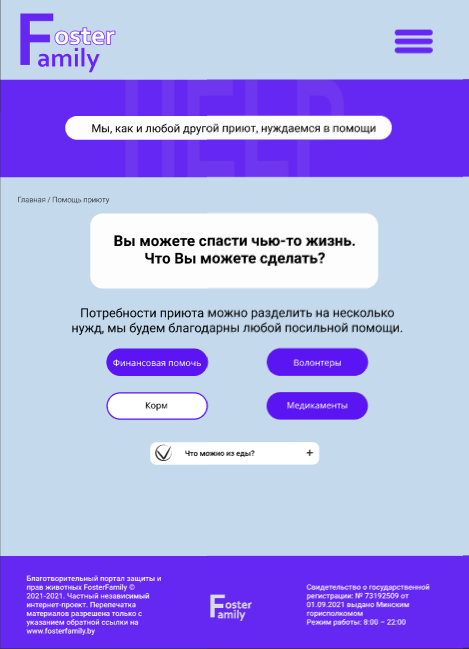 Foster
Family
HELP
Мы, как и любой другой приют, нуждаемся в помощи
Главная / Помощь приюту
Вы можете спасти чью-то жизнь.
Что Вы можете сделать?
Потребности приюта можно разделить на несколько
нужд, мы будем благодарны любой посильной помощи.
Финансовая помочь
Волонтеры
Корм
Медикаменты
Что можно из еды?
+
Благотворительный портал защиты и
прав животных FosterFamily ©
2021-2021. Частный независимый
интернет-проект. Перепечатка
материалов разрешена только с
указанием обратной ссылки на
www.fosterfamily.by
Foster
Family
Свидетельство о государственной
регистрации: № 73192509 от
01.09.2021 выдано Минским
горисполкомом
Режим работы: 8:00 – 22:00